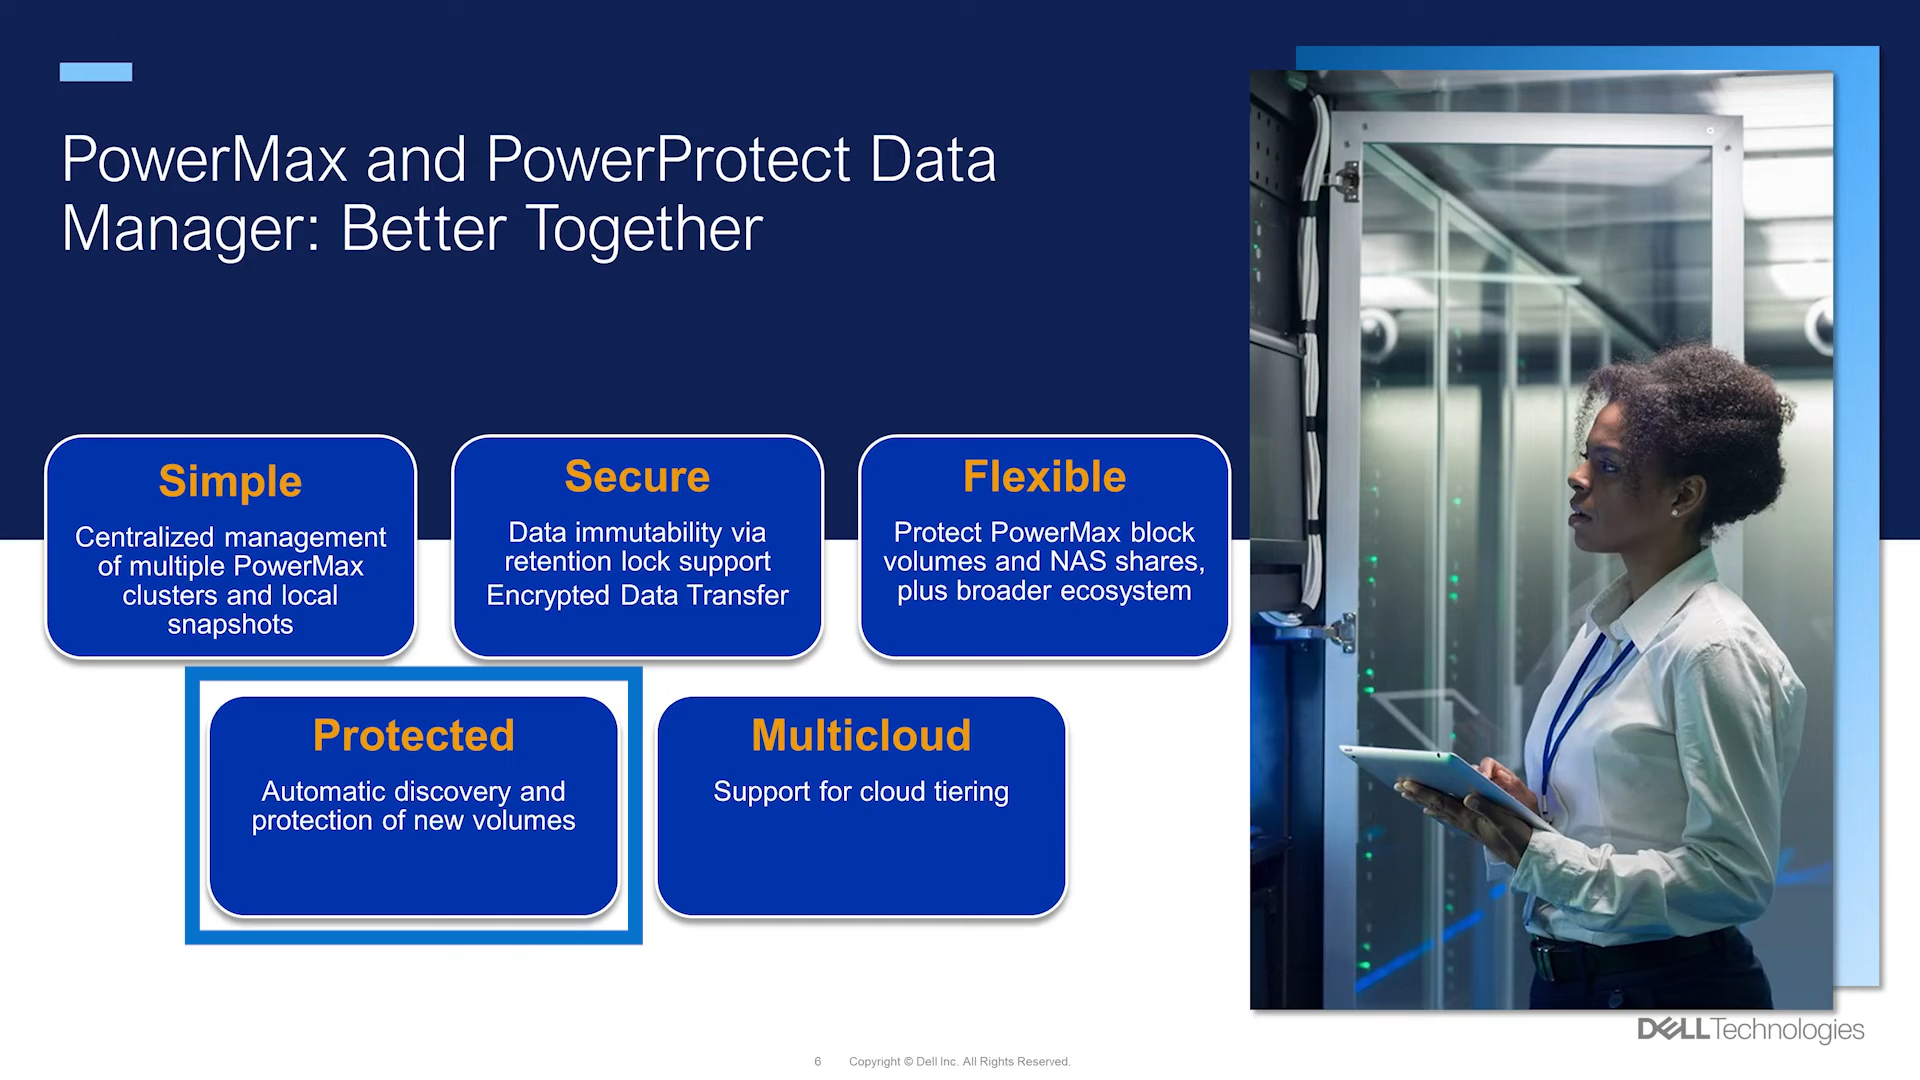 PowerMax and PowerProtect Data
Manager: Better Together
Simple
Centralized management
of multiple PowerMax
clusters and local
snapshots
Secure
Data immutability via
retention lock support
Encrypted Data Transfer
Flexible
Protect PowerMax block
volumes and NAS shares,
plus broader ecosystem
Protected
Automatic discovery and
protection of new volumes
Multicloud
Support for cloud tiering
DELLTechnologies
6 Copyright © Dell Inc. All Rights Reserved.